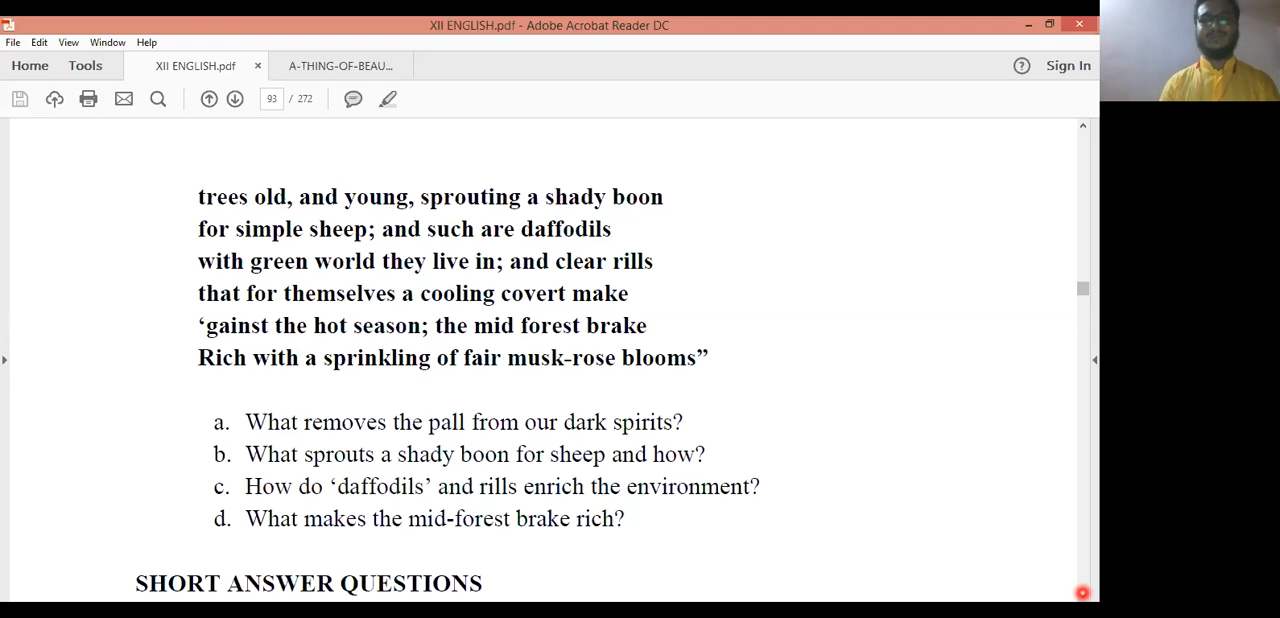 XII ENGLISH.pdf - Adobe Acrobat Reader DC
File Edit View Window Help
Home Tools XII ENGLISH.pdf × A-THING-OF-BEAU... ? Sign In
93 / 272
trees old, and young, sprouting a shady boon
for simple sheep; and such are daffodils
with green world they live in; and clear rills
that for themselves a cooling covert make
‘gainst the hot season; the mid forest brake
Rich with a sprinkling of fair musk-rose blooms”
a. What removes the pall from our dark spirits?
b. What sprouts a shady boon for sheep and how?
c. How do ‘daffodils’ and rills enrich the environment?
d. What makes the mid-forest brake rich?
SHORT ANSWER QUESTIONS